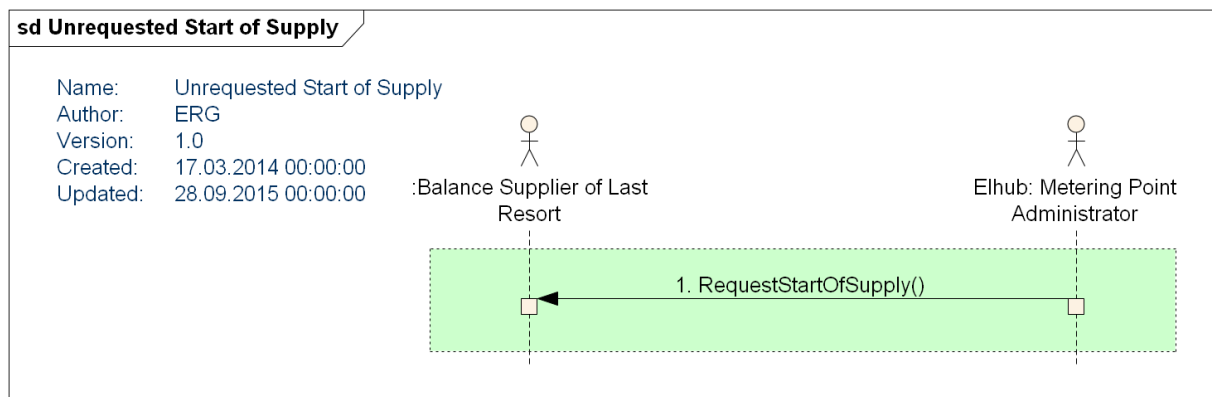 sd Unrequested Start of Supply
Name: Unrequested Start of Supply
Author: ERG
Version: 1.0
Created: 17.03.2014 00:00:00
Updated: 28.09.2015 00:00:00
:Balance Supplier of Last
Resort
Elhub: Metering Point
Administrator
1. RequestStartOfSupply()